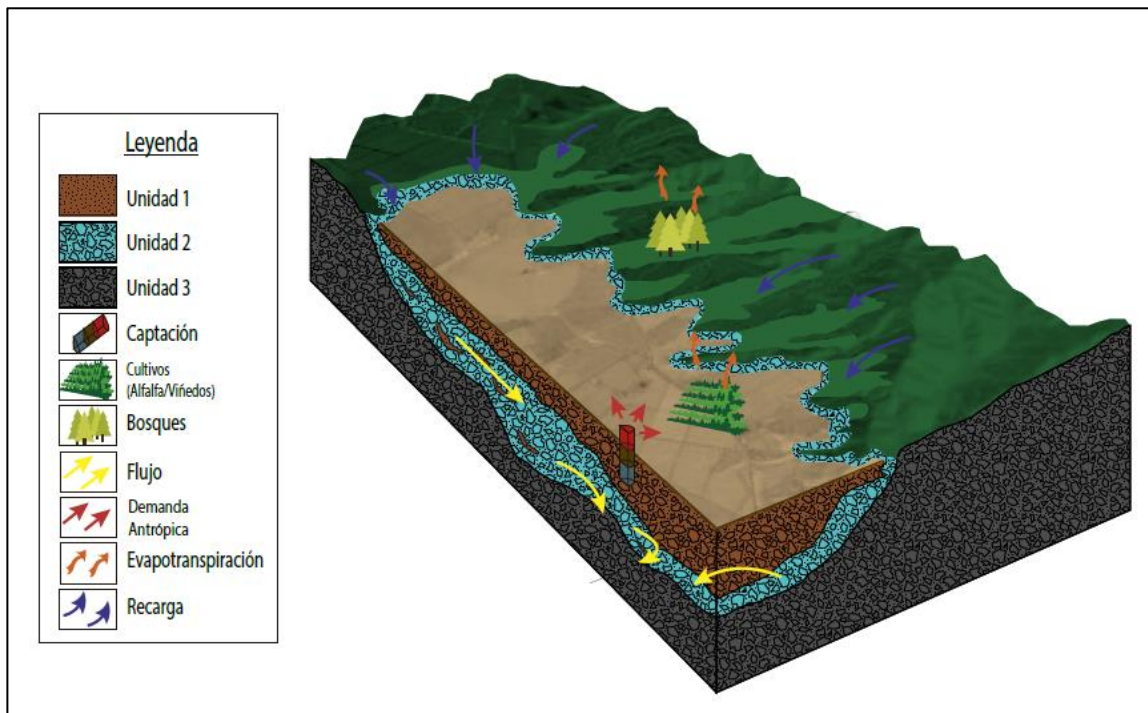 Leyenda
Unidad 1
Unidad 2
Unidad 3
Captación
Cultivos
(Alfalfa/Viñedos)
Bosques
Flujo
Demanda
Antrópica
Evapotranspiración
Recarga